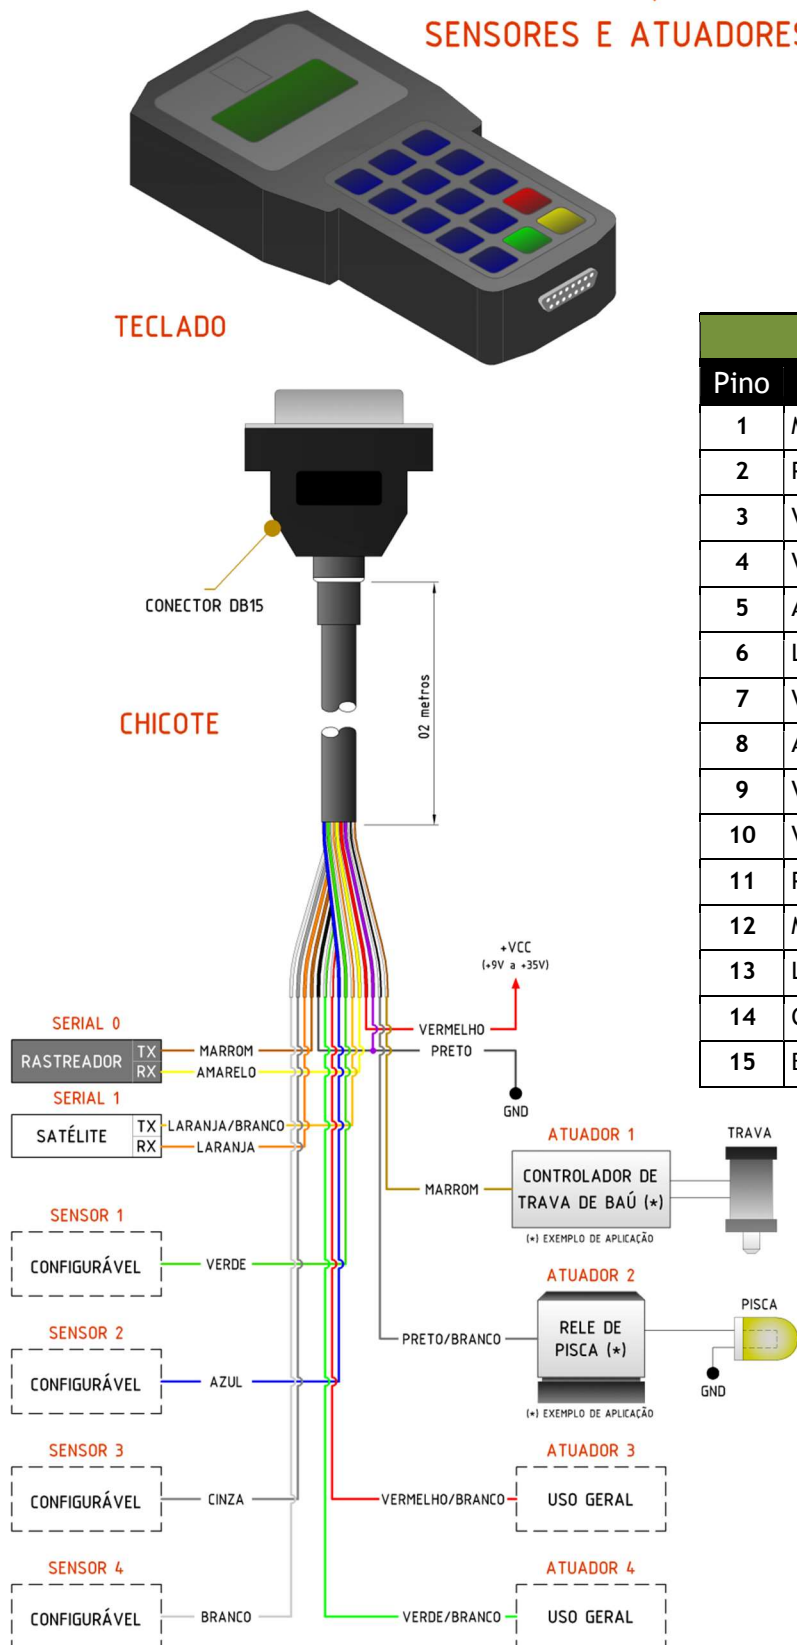 SENSORES E ATUADORES
TECLADO
CONECTOR DB15
CHICOTE
02 metros
Pino
1
2
3
4
5
6
7
8
9
10
11
12
13
14
15
+VCC
(+9V a +35V)
VERMELHO
PRETO
GND
SERIAL 0
RASTREADOR
TX
RX
MARROM
AMARELO
SERIAL 1
SATÉLITE
TX
RX
LARANJA/BRANCO
LARANJA
SENSOR 1
CONFIGURÁVEL
VERDE
SENSOR 2
CONFIGURÁVEL
AZUL
SENSOR 3
CONFIGURÁVEL
CINZA
SENSOR 4
CONFIGURÁVEL
BRANCO
ATUADOR 1
MARROM
CONTROLADOR DE
TRAVA DE BAÚ (*)
(*) EXEMPLO DE APLICAÇÃO
TRAVA
ATUADOR 2
PRETO/BRANCO
RELE DE
PISCA (*)
(*) EXEMPLO DE APLICAÇÃO
PISCA
GND
ATUADOR 3
VERMELHO/BRANCO
USO GERAL
ATUADOR 4
VERDE/BRANCO
USO GERAL